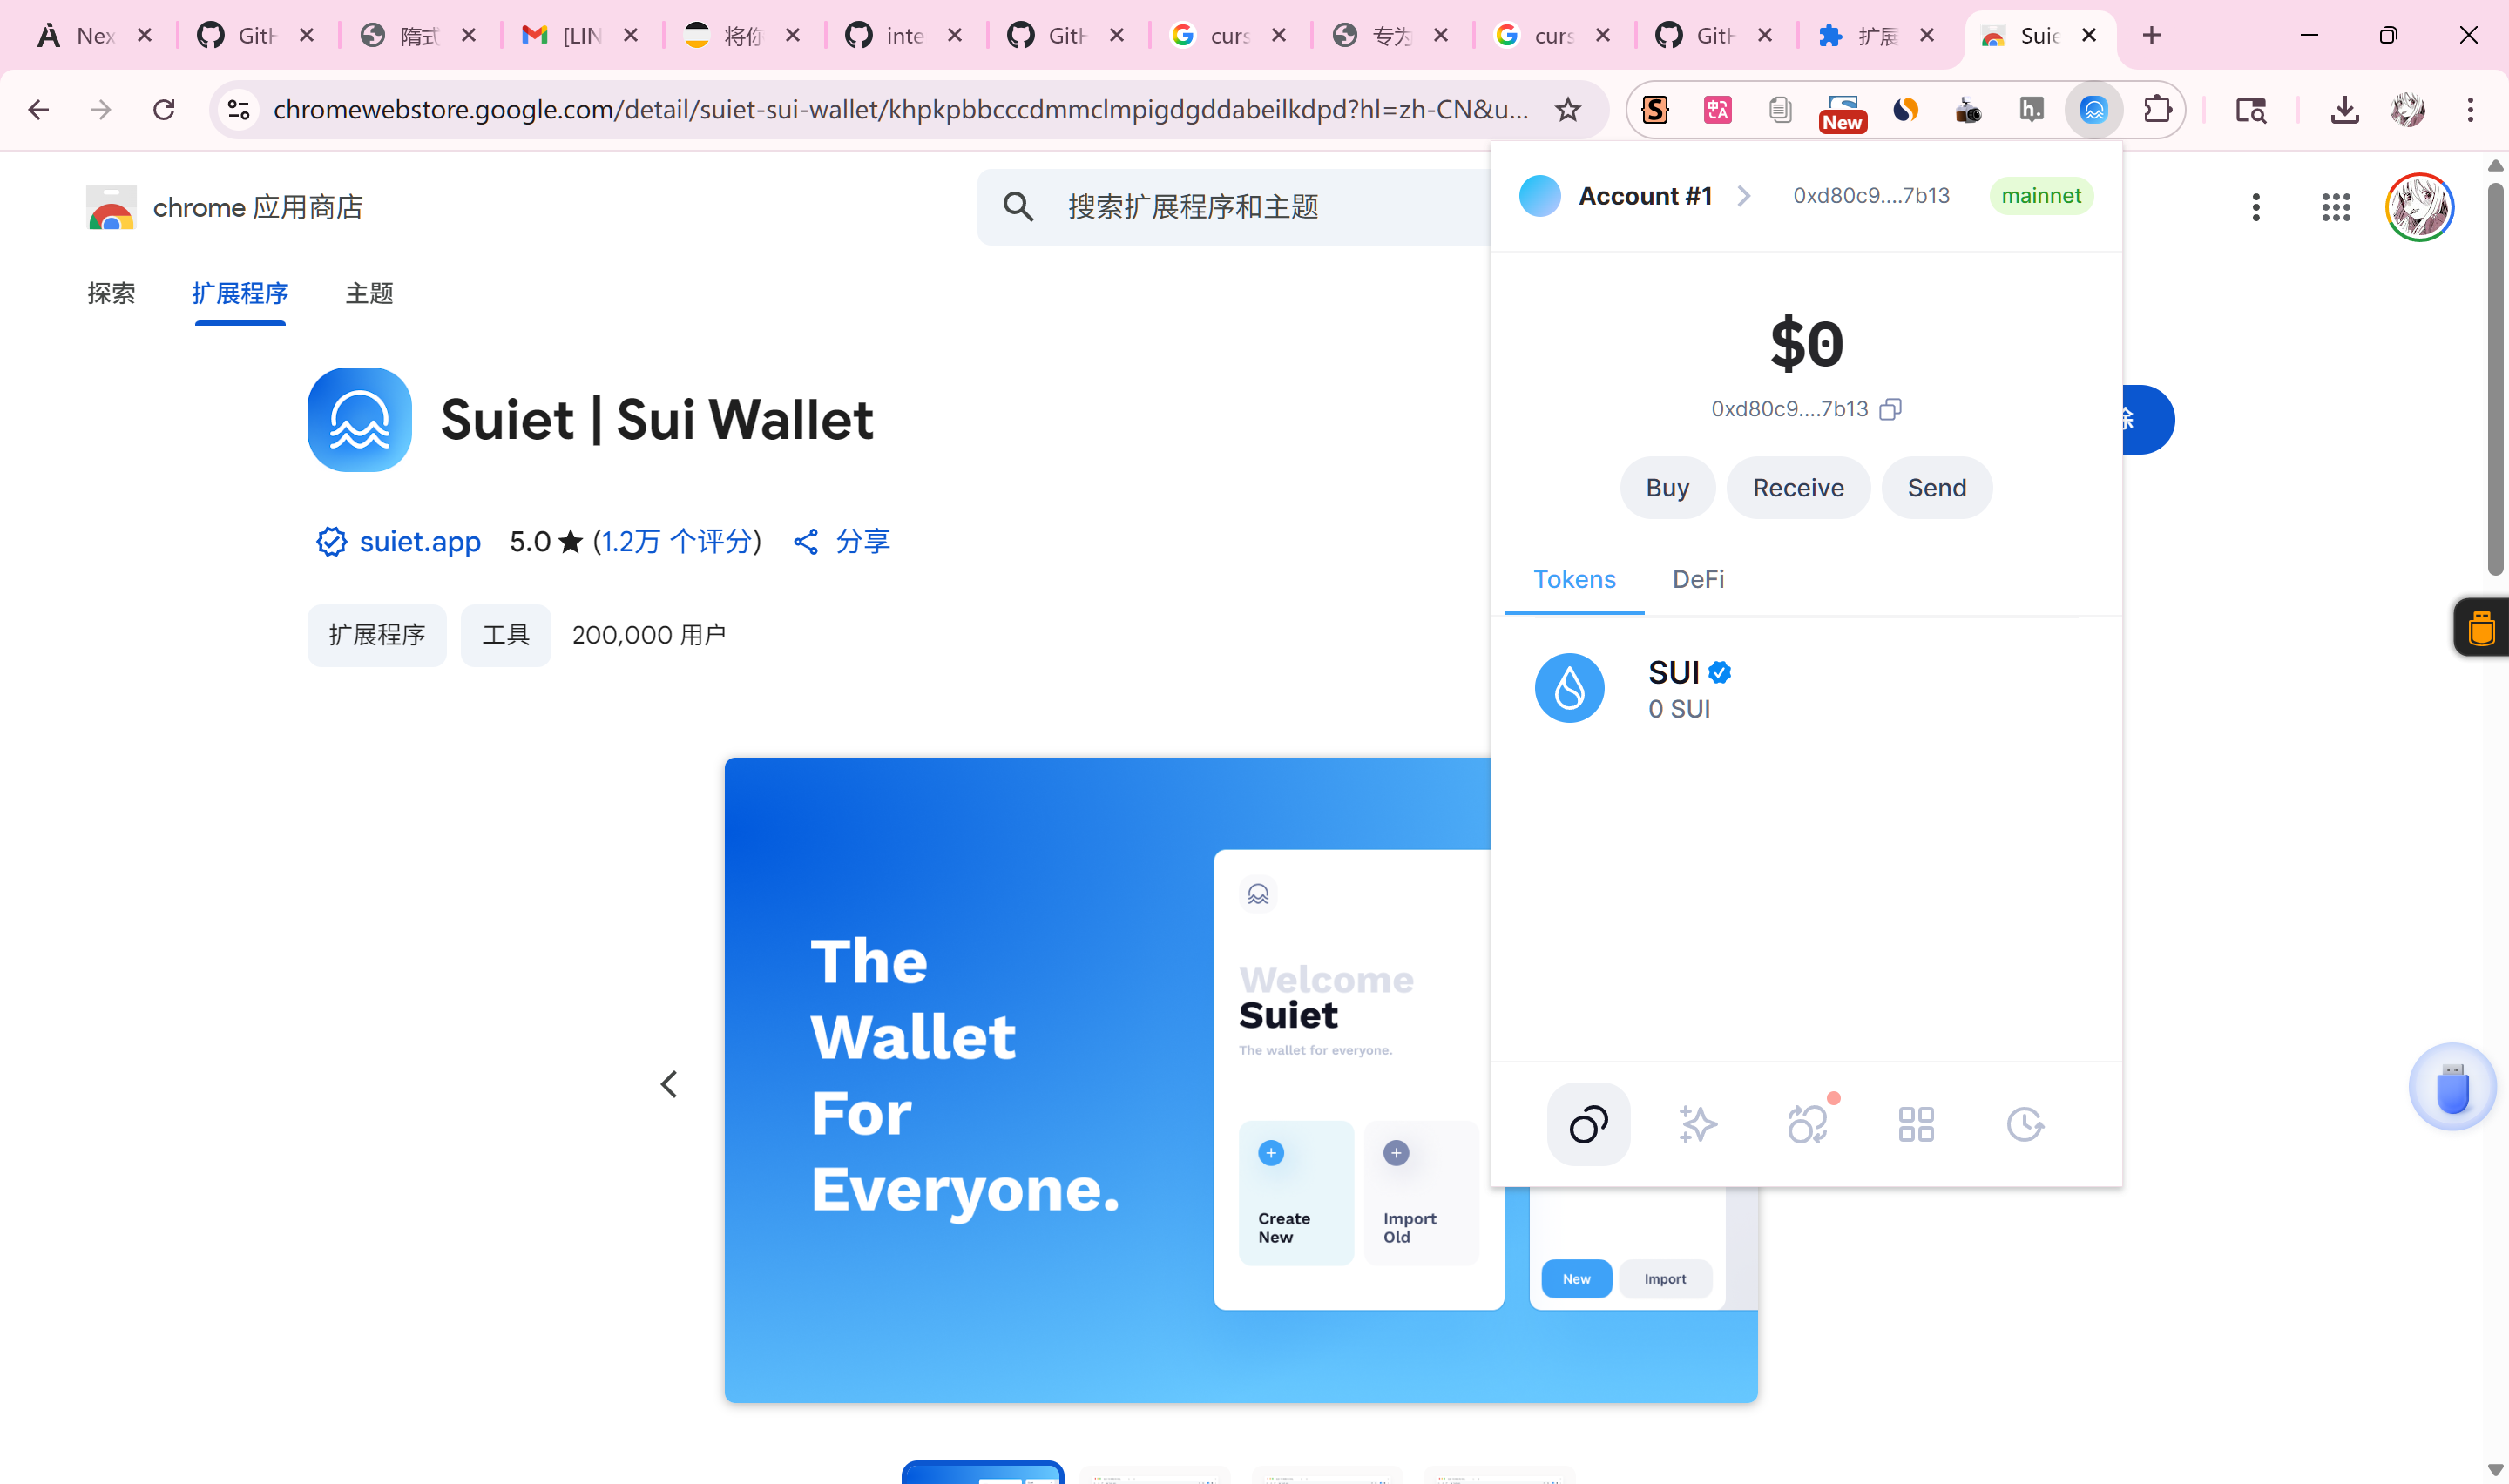 Nex
GitH
隋式
[LIN
将你
inte
GitH
curs
专为
curs
GitH
扩展
Suie
chromewebstore.google.com/detail/suiet-sui-wallet/khpkpbbcccdmmclmpigdgddabeilkdpd?hl=zh-CN&u...
New
chrome 应用商店
搜索扩展程序和主题
探索
扩展程序
主题
Suiet | Sui Wallet
suiet.app
5.0
(1.2万 个评分)
分享
扩展程序
工具
200,000 用户
Account #1
0xd80c9....7b13
mainnet
$0
0xd80c9....7b13
Buy
Receive
Send
Tokens
DeFi
SUI
0 SUI
The
Wallet
For
Everyone.
Welcome
Suiet
The wallet for everyone.
Create
New
Import
Old
New
Import